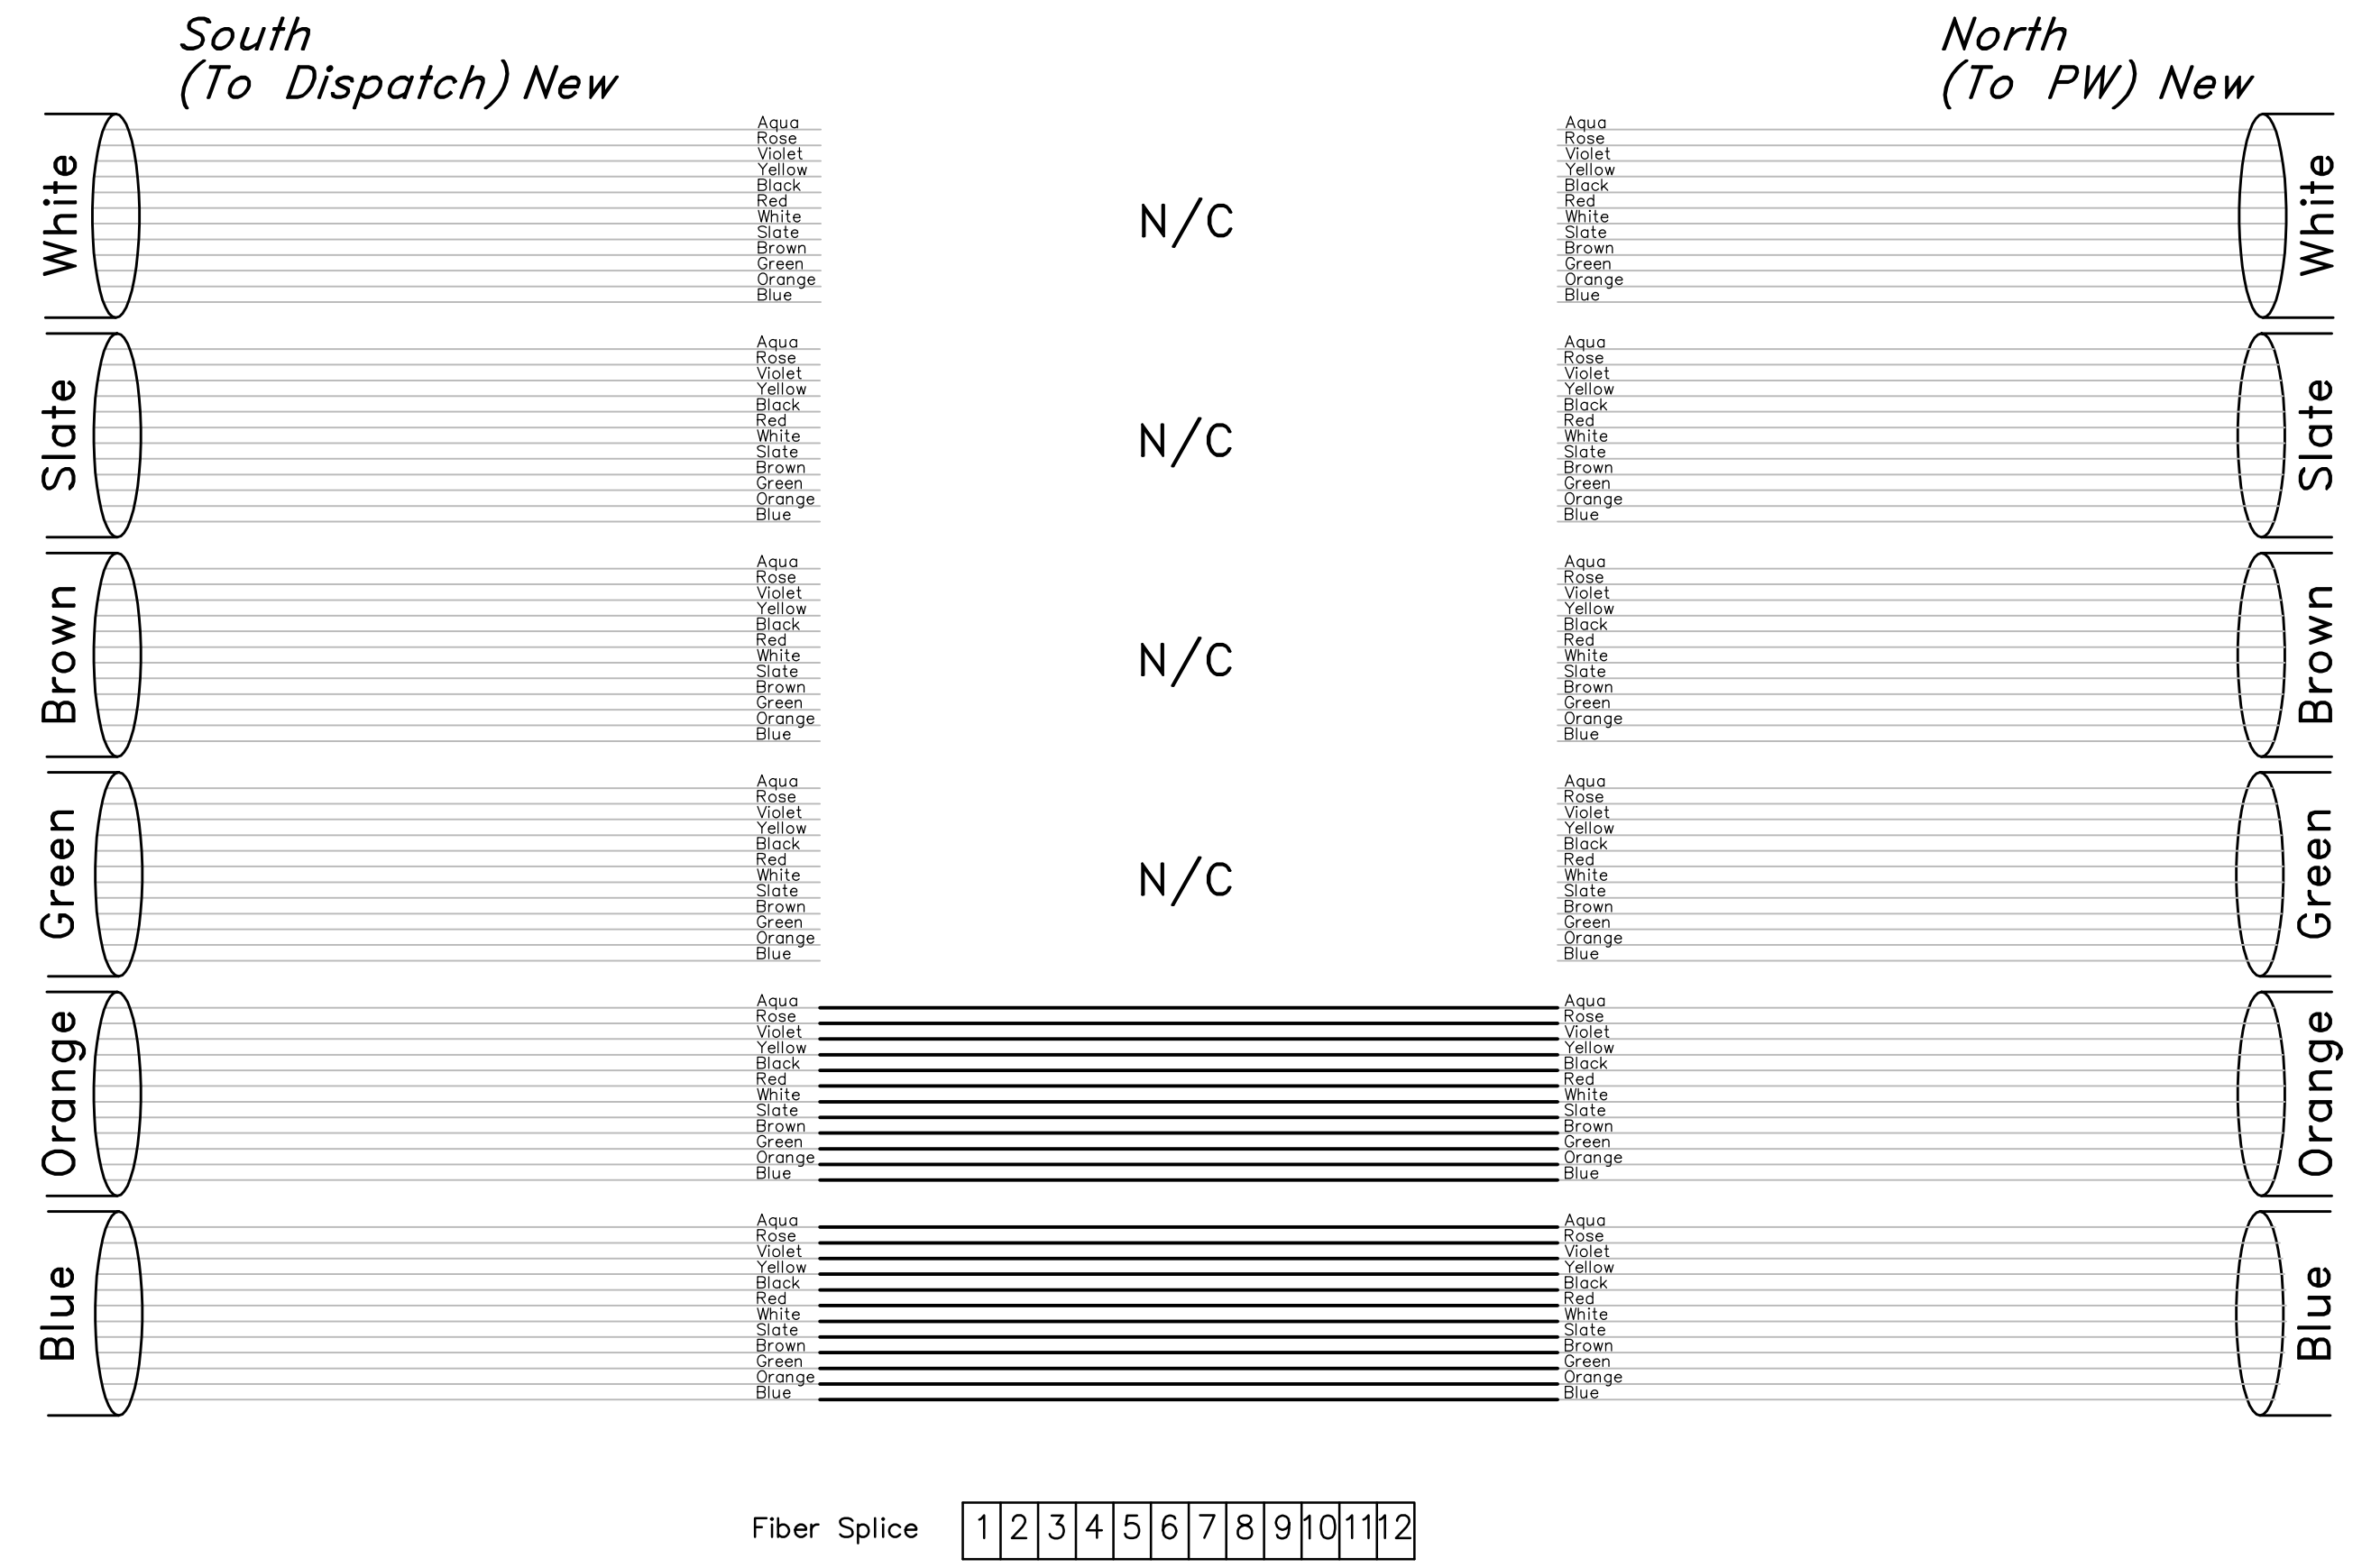 South
(To Dispatch) New
North
(To PW) New
White
Aqua
Rose
Violet
Yellow
Black
Red
White
Slate
Brown
Green
Orange
Blue
N/C
Aqua
Rose
Violet
Yellow
Black
Red
White
Slate
Brown
Green
Orange
Blue
White
Slate
Aqua
Rose
Violet
Yellow
Black
Red
White
Slate
Brown
Green
Orange
Blue
N/C
Aqua
Rose
Violet
Yellow
Black
Red
White
Slate
Brown
Green
Orange
Blue
Slate
Brown
Aqua
Rose
Violet
Yellow
Black
Red
White
Slate
Brown
Green
Orange
Blue
N/C
Aqua
Rose
Violet
Yellow
Black
Red
White
Slate
Brown
Green
Orange
Blue
Brown
Green
Aqua
Rose
Violet
Yellow
Black
Red
White
Slate
Brown
Green
Orange
Blue
N/C
Aqua
Rose
Violet
Yellow
Black
Red
White
Slate
Brown
Green
Orange
Blue
Green
Orange
Aqua
Rose
Violet
Yellow
Black
Red
White
Slate
Brown
Green
Orange
Blue
Aqua
Rose
Violet
Yellow
Black
Red
White
Slate
Brown
Green
Orange
Blue
Orange
Blue
Aqua
Rose
Violet
Yellow
Black
Red
White
Slate
Brown
Green
Orange
Blue
Aqua
Rose
Violet
Yellow
Black
Red
White
Slate
Brown
Green
Orange
Blue
Blue
Fiber Splice 1 2 3 4 5 6 7 8 9 10 11 12